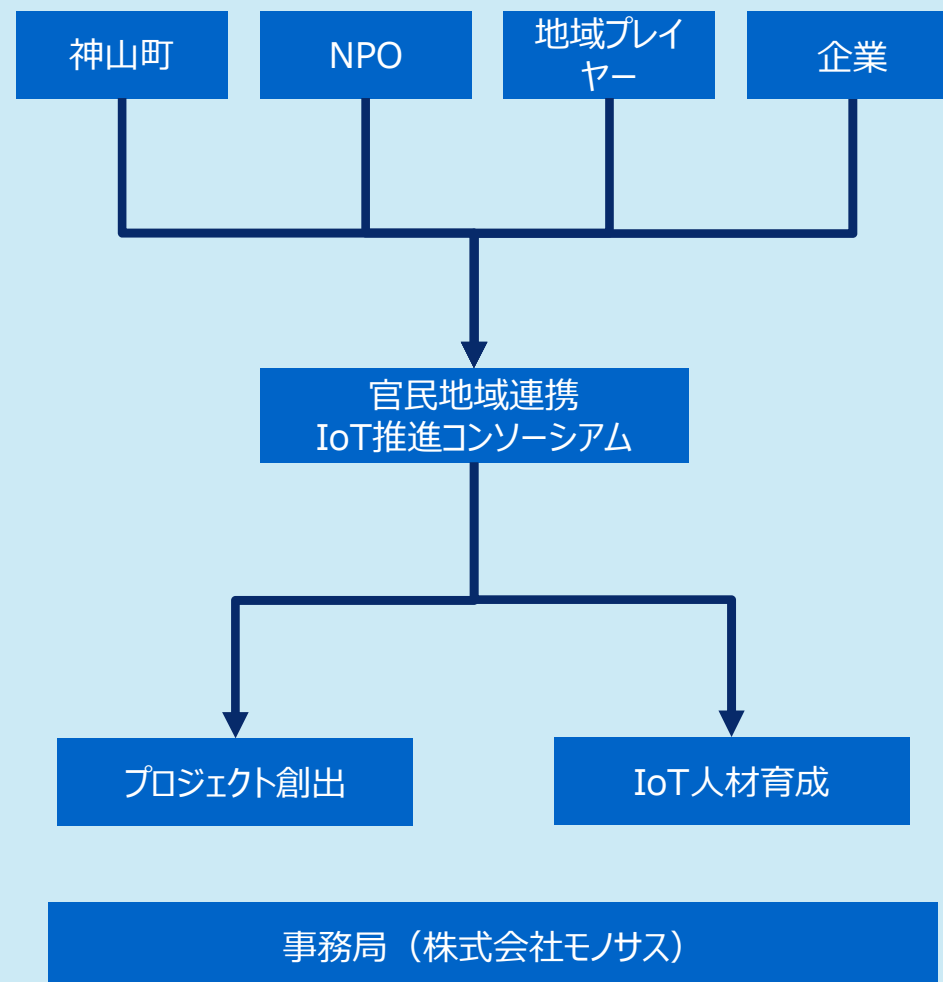 神山町
NPO
地域プレイ
ヤー
企業
官民地域連携
IoT推進コンソーシアム
プロジェクト創出
IoT人材育成
事務局（株式会社モノサス）